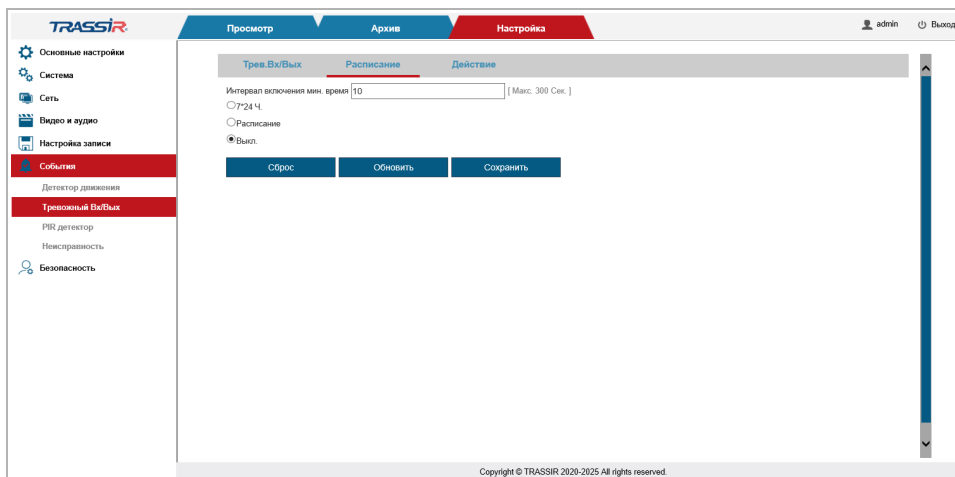 TRASSIR
Просмотр
Архив
Настройка
admin
Выход
Основные настройки
Система
Сеть
Видео и аудио
Настройка записи
События
Детектор движения
Тревожный Вх/Вых
PIR детектор
Неисправность
Безопасность
Трев.Вх/Вых
Расписание
Действие
Интервал включения мин. время 10 [ Макс. 300 Сек. ]
7*24 Ч.
Расписание
Выкл.
Сброс
Обновить
Сохранить
Copyright © TRASSIR 2020-2025 All rights reserved.